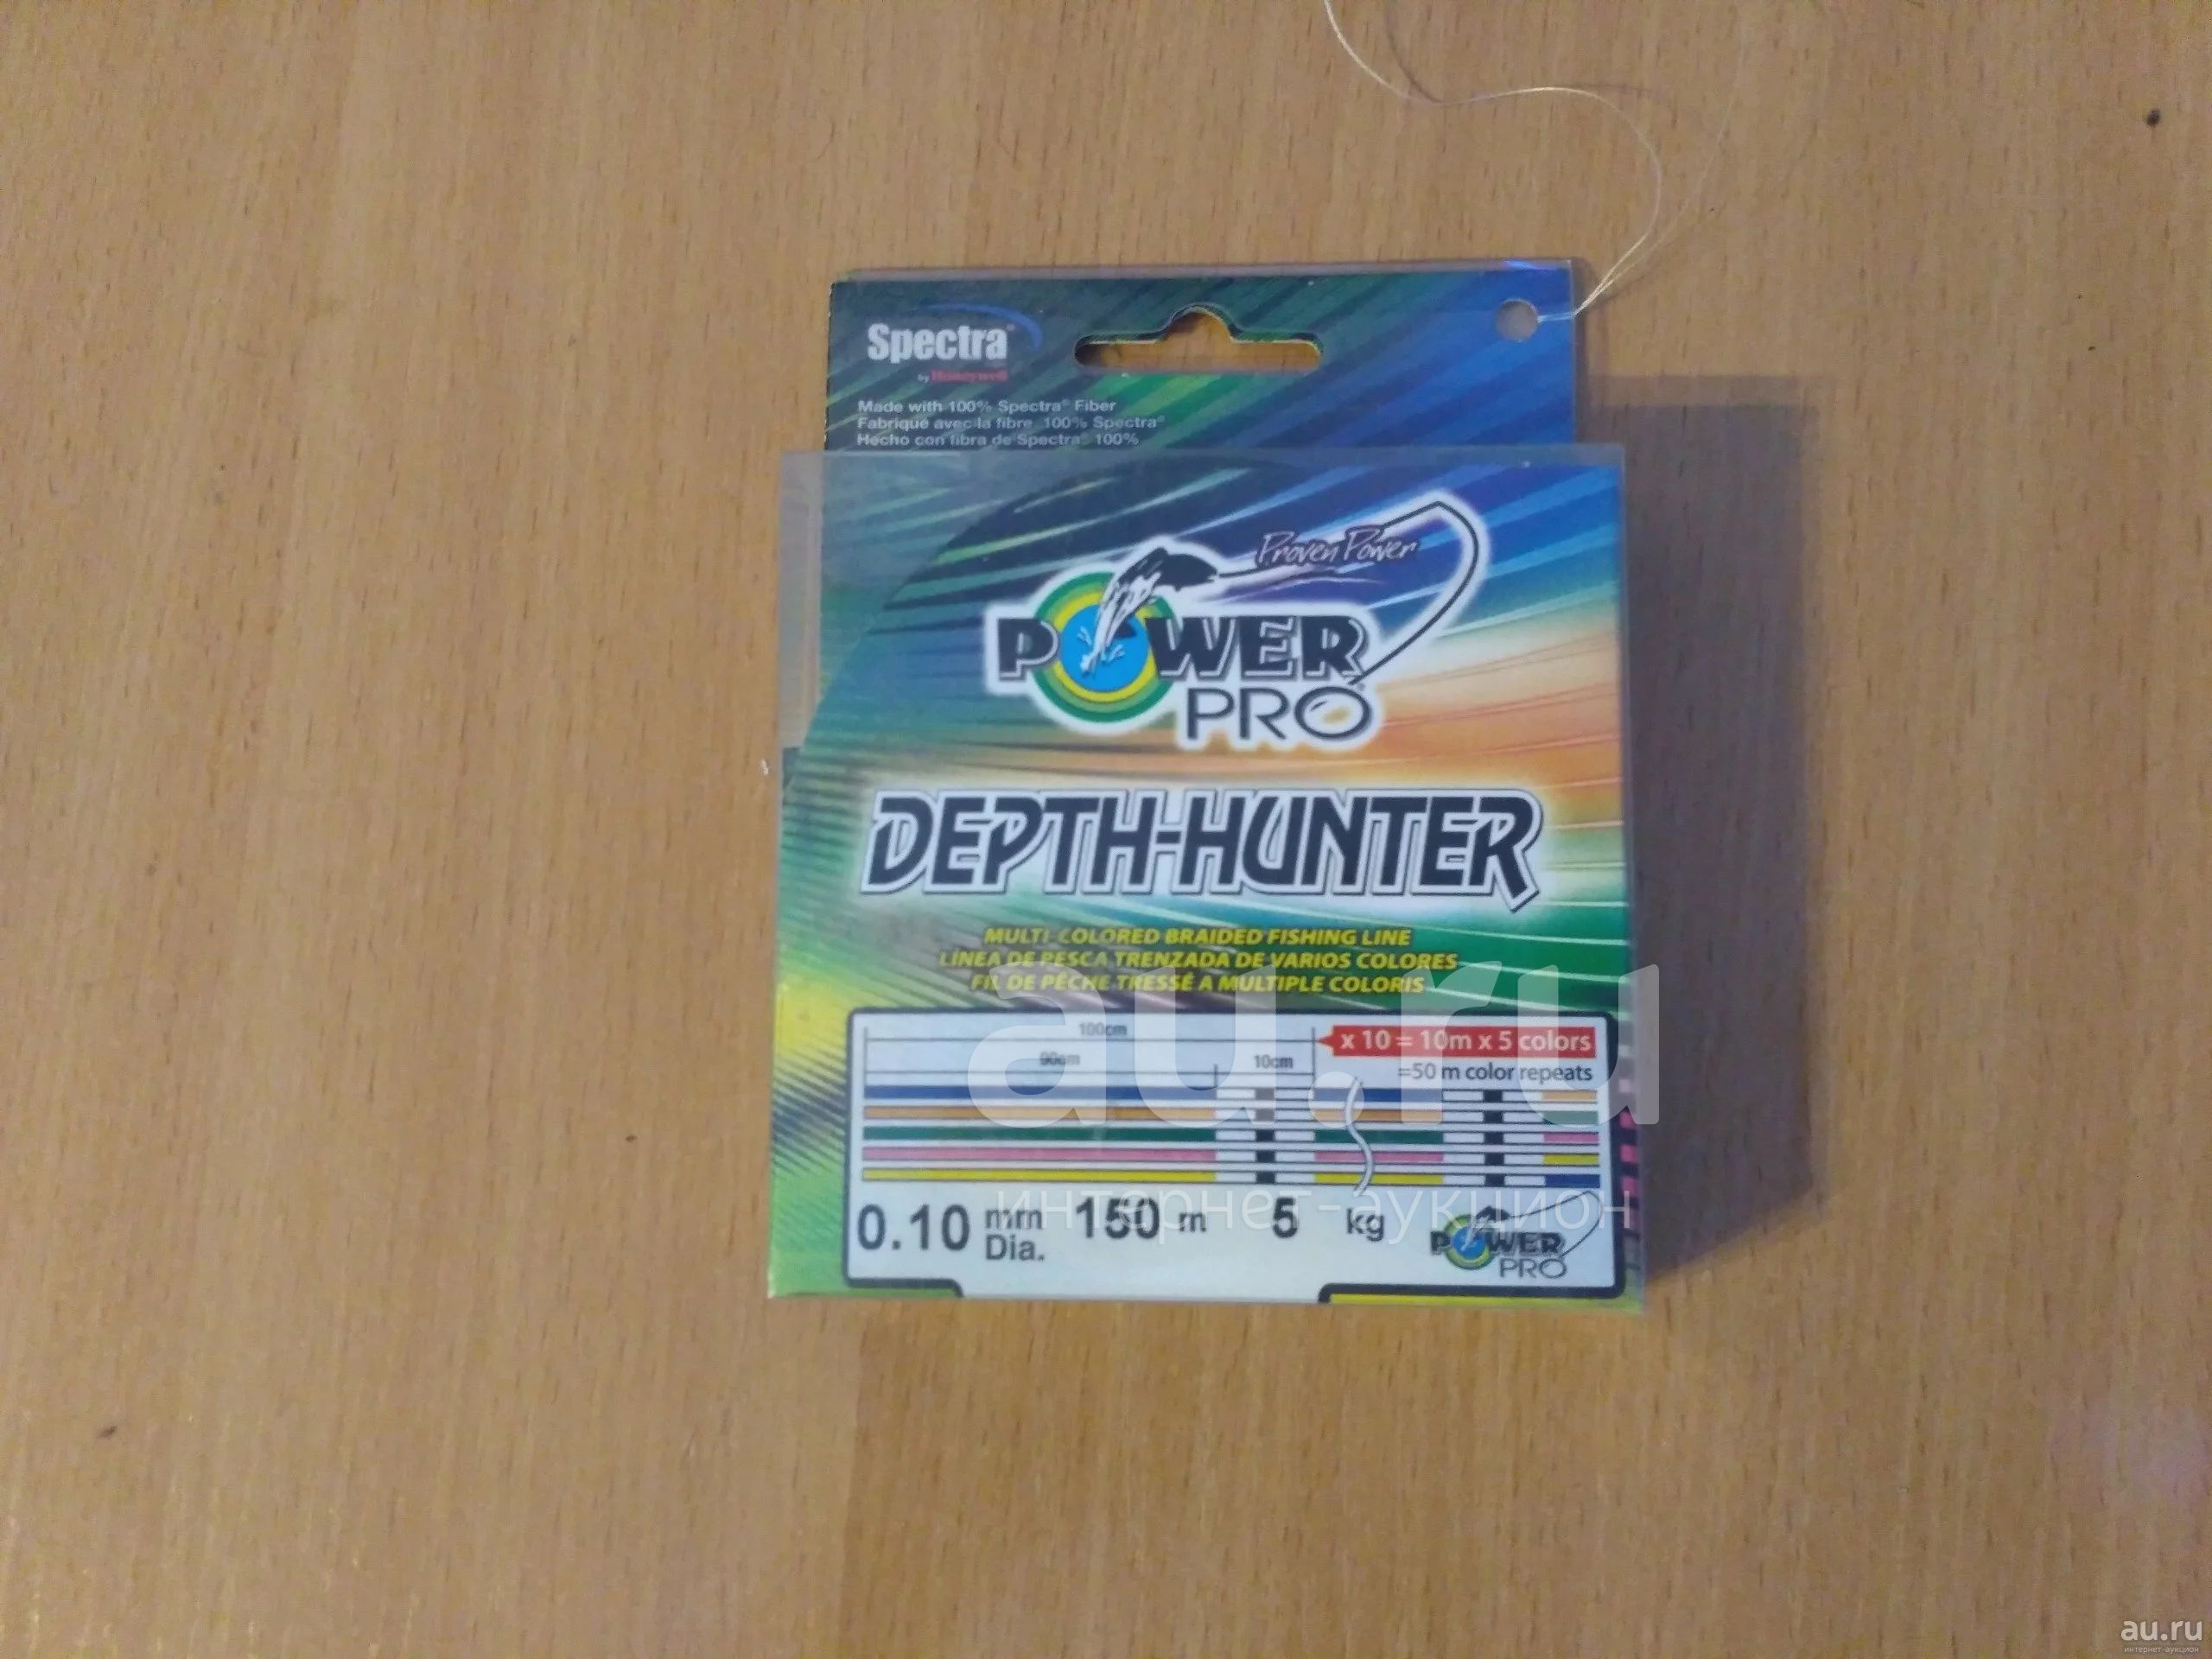 Spectra®
by Honeywell
Made with 100% Spectra® Fiber
Fabriqué avec la fibre 100% Spectra®
Hecho con fibra de Spectra® 100%
Proven Power
POWER
PRO
DEPTH-HUNTER
MULTI-COLORED BRAIDED FISHING LINE
LÍNEA DE PESCA TRENZADA DE VARIOS COLORES
FIL DE PÊCHE TRESSÉ A MULTIPLE COLORIS
au.ru
100cm
x 10 = 10m x 5 colors
90cm 10cm
=50 m color repeats
интернет-аукцион
0.10 mm Dia. 150 m 5 kg
POWER
PRO
au.ru
интернет-аукцион